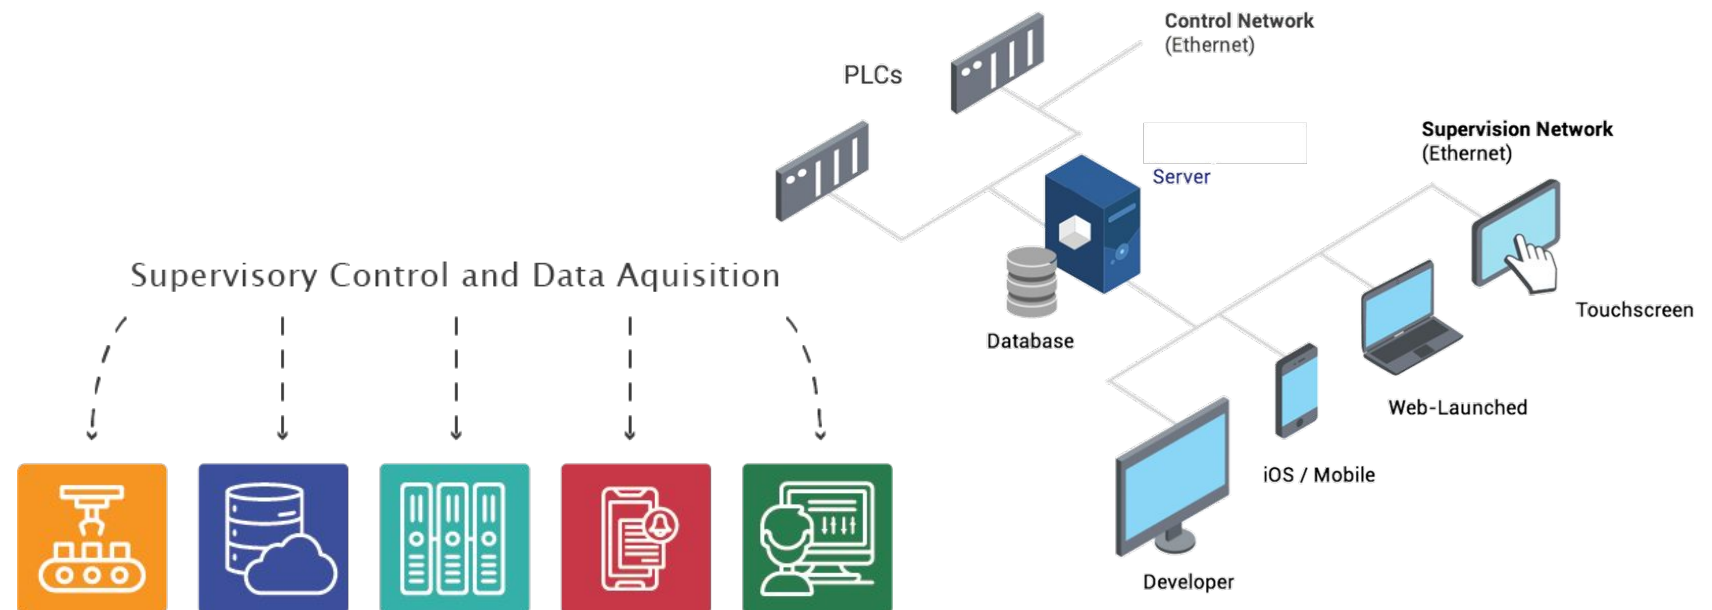 Control Network
(Ethernet)
PLCs
Supervision Network
(Ethernet)
Server
Supervisory Control and Data Aquisition
Touchscreen
Database
Web-Launched
iOS / Mobile
Developer